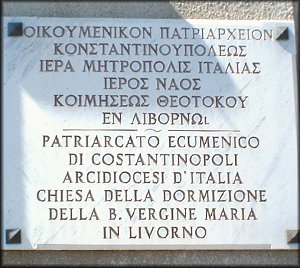 ΟΙΚΟΥΜΕΝΙΚΟΝ ΠΑΤΡΙΑΡΧΕΙΟΝ
ΚΩΝΣΤΑΝΤΙΝΟΥΠΟΛΕΩΣ
ΙΕΡΑ ΜΗΤΡΟΠΟΛΙΣ ΙΤΑΛΙΑΣ
ΙΕΡΟΣ ΝΑΟΣ
ΚΟΙΜΗΣΕΩΣ ΘΕΟΤΟΚΟΥ
ΕΝ ΛΙΒΟΡΝΩι
PATRIARCATO ECUMENICO
DI COSTANTINOPOLI
ARCIDIOCESI D'ITALIA
CHIESA DELLA DORMIZIONE
DELLA B. VERGINE MARIA
IN LIVORNO